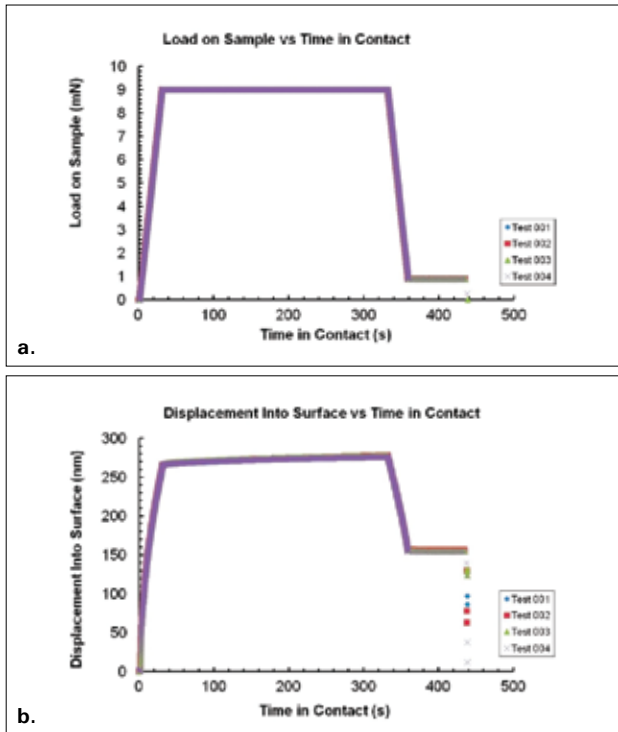 Load on Sample vs Time in Contact
10
9
8
7
6
5
4
3
2
1
0
Load on Sample (mN)
0 100 200 300 400 500
Time in Contact (s)
Test 001
Test 002
Test 003
Test 004
a.
Displacement Into Surface vs Time in Contact
300
250
200
150
100
50
0
Displacement Into Surface (nm)
0 100 200 300 400 500
Time in Contact (s)
Test 001
Test 002
Test 003
Test 004
b.